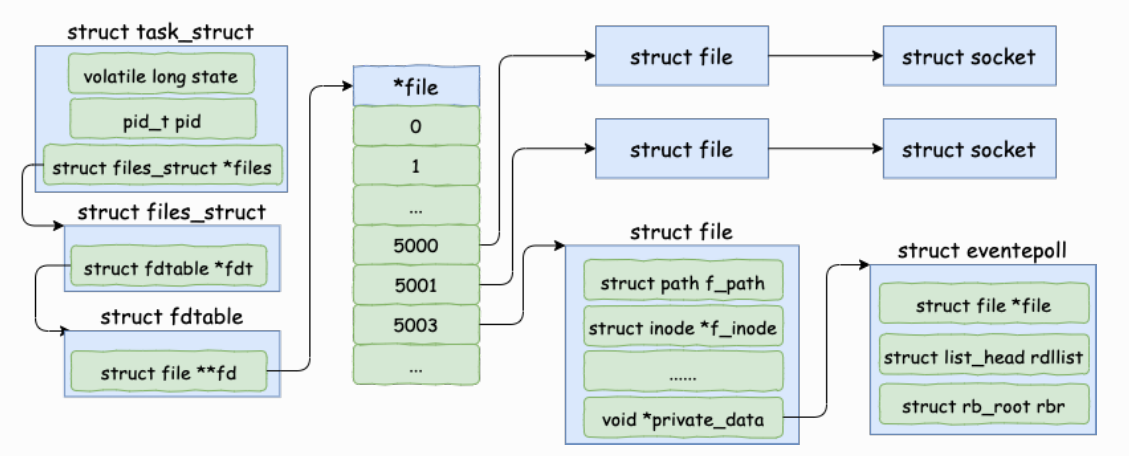 struct task_struct
volatile long state
pid_t pid
struct files_struct *files
struct files_struct
struct fdtable *fdt
struct fdtable
struct file **fd
*file
0
1
...
5000
5001
5003
...
struct file
struct socket
struct file
struct socket
struct file
struct path f_path
struct inode *f_inode
......
void *private_data
struct eventepoll
struct file *file
struct list_head rdllist
struct rb_root rbr